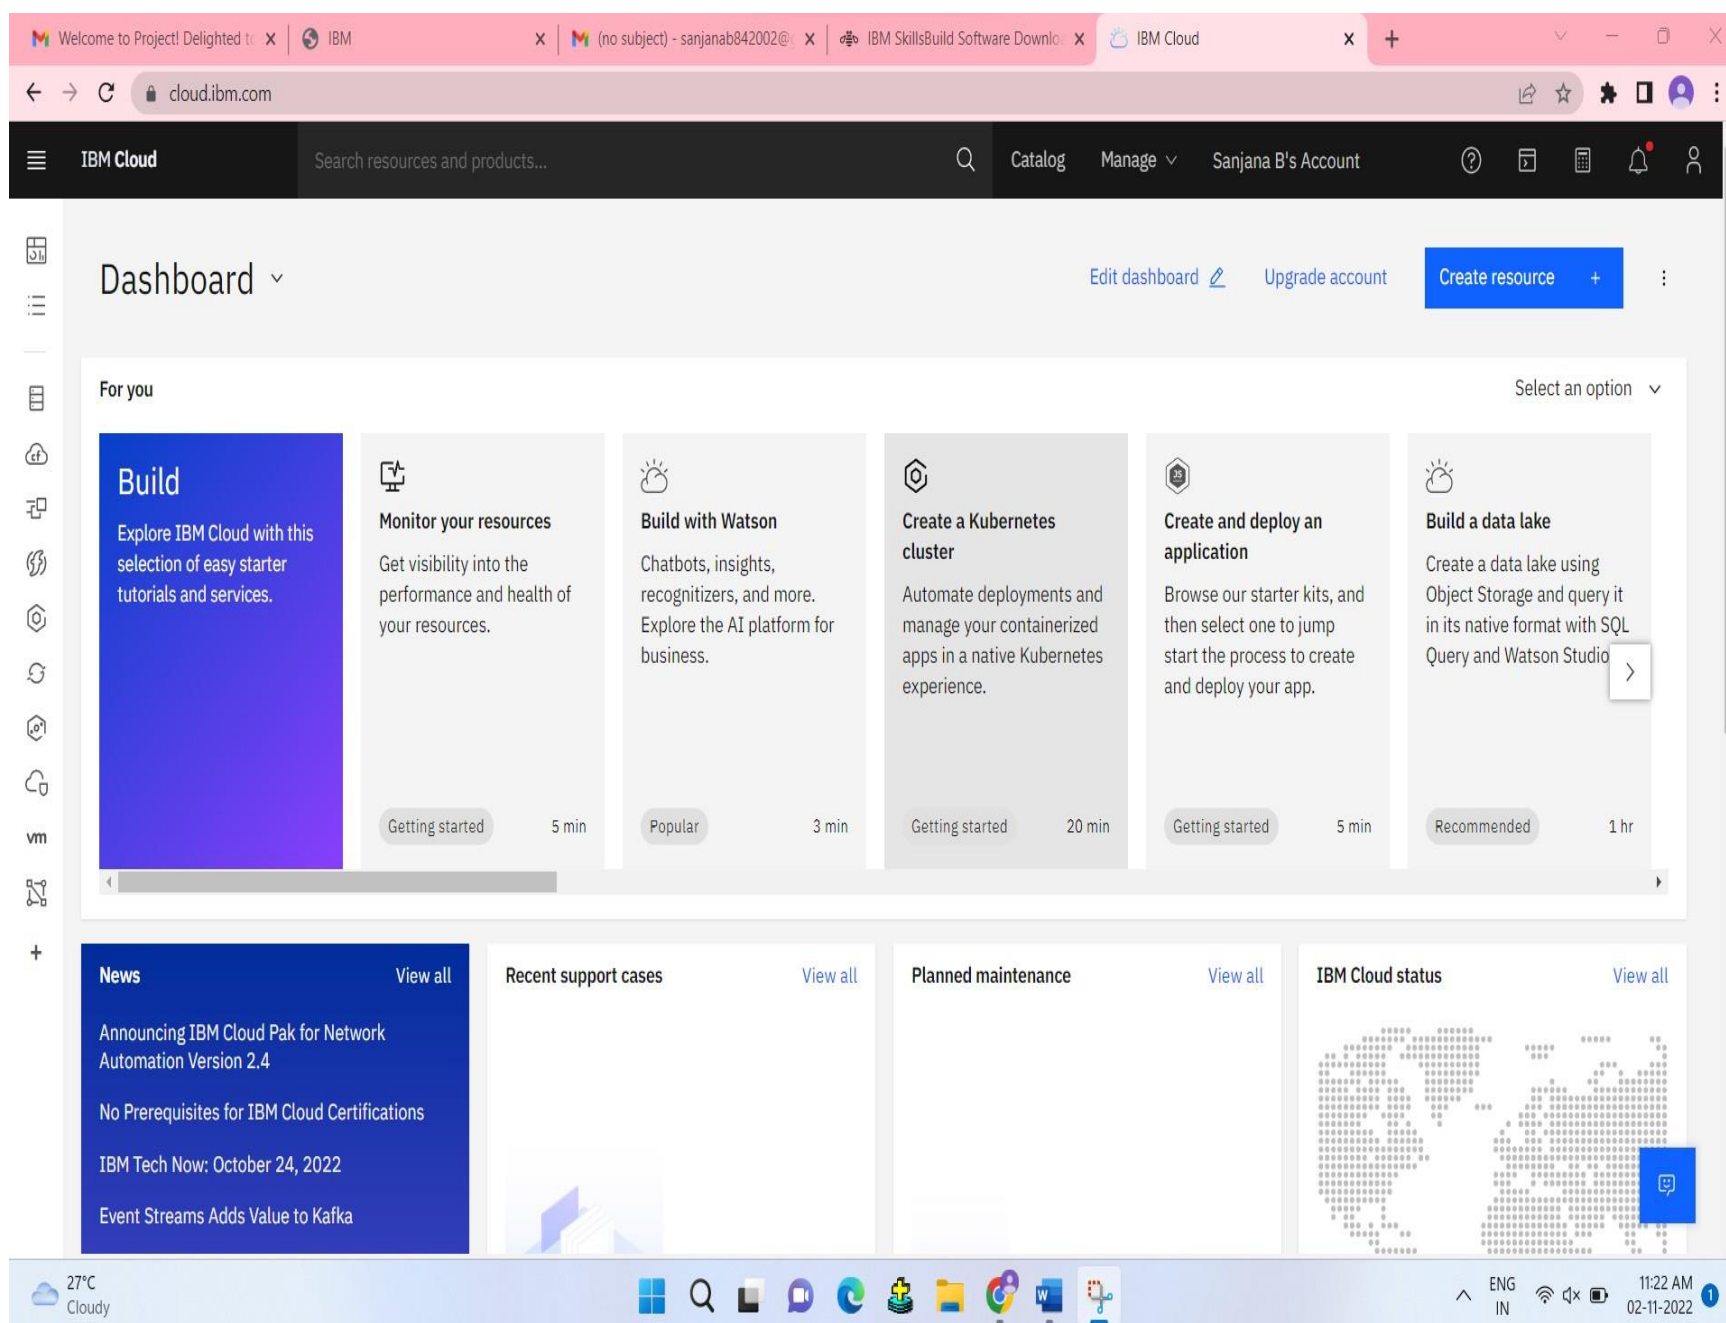 Welcome to Project! Delighted to
IBM
(no subject) - sanjanab842002@
IBM SkillsBuild Software Downlo
IBM Cloud
cloud.ibm.com
IBM Cloud
Search resources and products...
Catalog
Manage
Sanjana B's Account
Dashboard
Edit dashboard
Upgrade account
Create resource +
For you
Select an option
Build
Explore IBM Cloud with this
selection of easy starter
tutorials and services.
Monitor your resources
Get visibility into the
performance and health of
your resources.
Getting started
5 min
Build with Watson
Chatbots, insights,
recognitizers, and more.
Explore the AI platform for
business.
Popular
3 min
Create a Kubernetes
cluster
Automate deployments and
manage your containerized
apps in a native Kubernetes
experience.
Getting started
20 min
JS
Create and deploy an
application
Browse our starter kits, and
then select one to jump
start the process to create
and deploy your app.
Getting started
5 min
Build a data lake
Create a data lake using
Object Storage and query it
in its native format with SQL
Query and Watson Studio
Recommended
1 hr
cf
vm
News
View all
Announcing IBM Cloud Pak for Network
Automation Version 2.4
No Prerequisites for IBM Cloud Certifications
IBM Tech Now: October 24, 2022
Event Streams Adds Value to Kafka
Recent support cases
View all
Planned maintenance
View all
IBM Cloud status
View all
27°C
Cloudy
W
ENG
IN
11:22 AM
02-11-2022
1